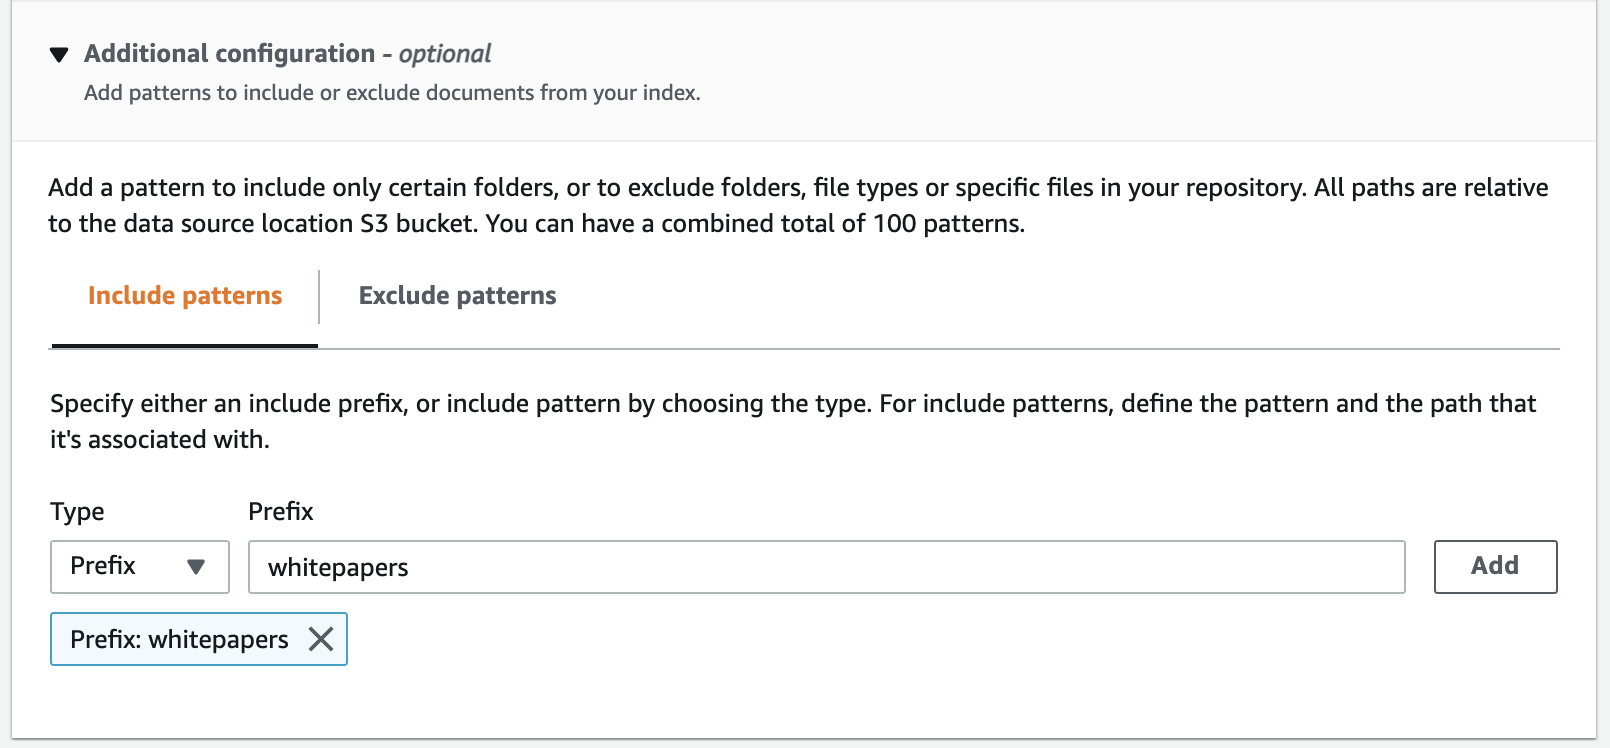 Additional configuration - optional
Add patterns to include or exclude documents from your index.
Add a pattern to include only certain folders, or to exclude folders, file types or specific files in your repository. All paths are relative
to the data source location S3 bucket. You can have a combined total of 100 patterns.
Include patterns
Exclude patterns
Specify either an include prefix, or include pattern by choosing the type. For include patterns, define the pattern and the path that
it's associated with.
Type
Prefix
Prefix
whitepapers
Add
Prefix: whitepapers